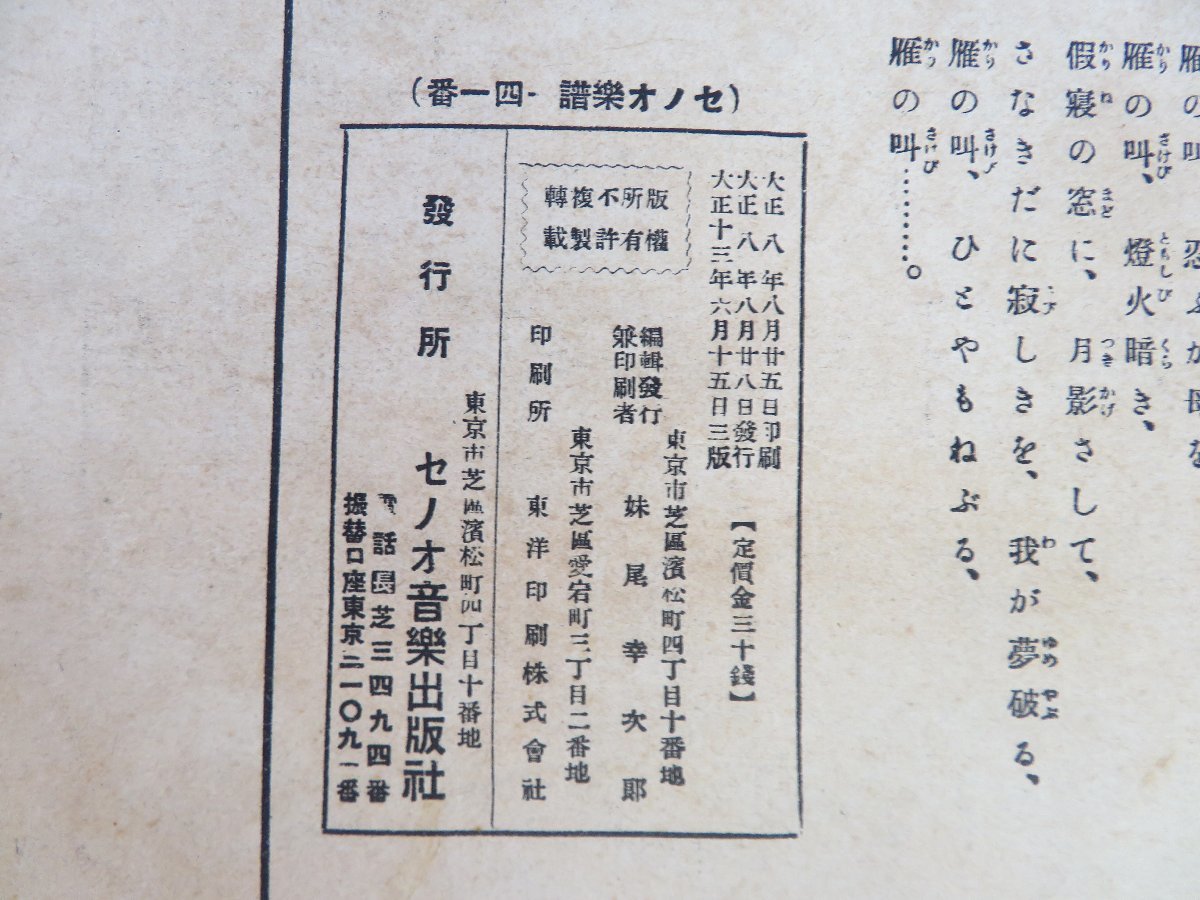 雁の叫、燈火暗き、
假寢の窓に、月影さして、
さなきだに寂しきを、我が夢破る、
雁の叫、ひとやもねぶる、
雁の叫…………。
(セノオ樂譜 - 四一番)
大正八年八月廿五日印刷
大正八年八月廿八日發行
大正十三年六月十五日三版
【定價金三十錢】
版權所有不許複製轉載
東京市芝區濱松町四丁目十番地
編輯發行兼印刷者 妹尾幸次郎
東京市芝區愛宕町三丁目二番地
印刷所 東洋印刷株式會社
東京市芝區濱松町四丁目十番地
發行所 セノオ音樂出版社
電話長芝三四九四番
振替口座東京二一〇九一番